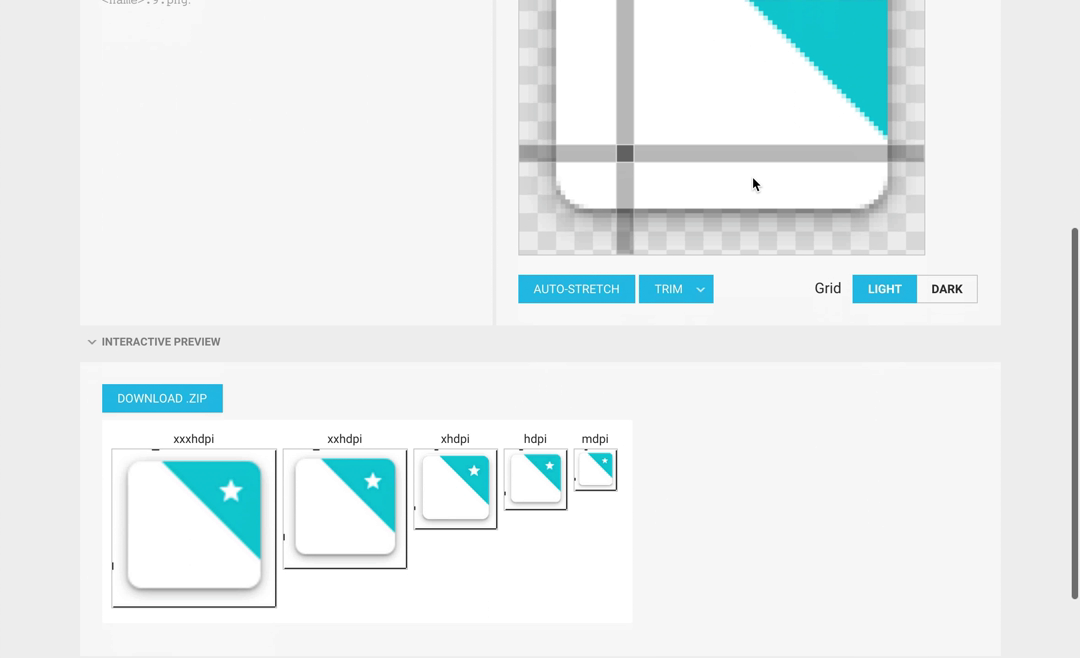 <name>.9.png.
AUTO-STRETCH TRIM Grid LIGHT DARK
INTERACTIVE PREVIEW
DOWNLOAD .ZIP
xxxhdpi xxhdpi xhdpi hdpi mdpi